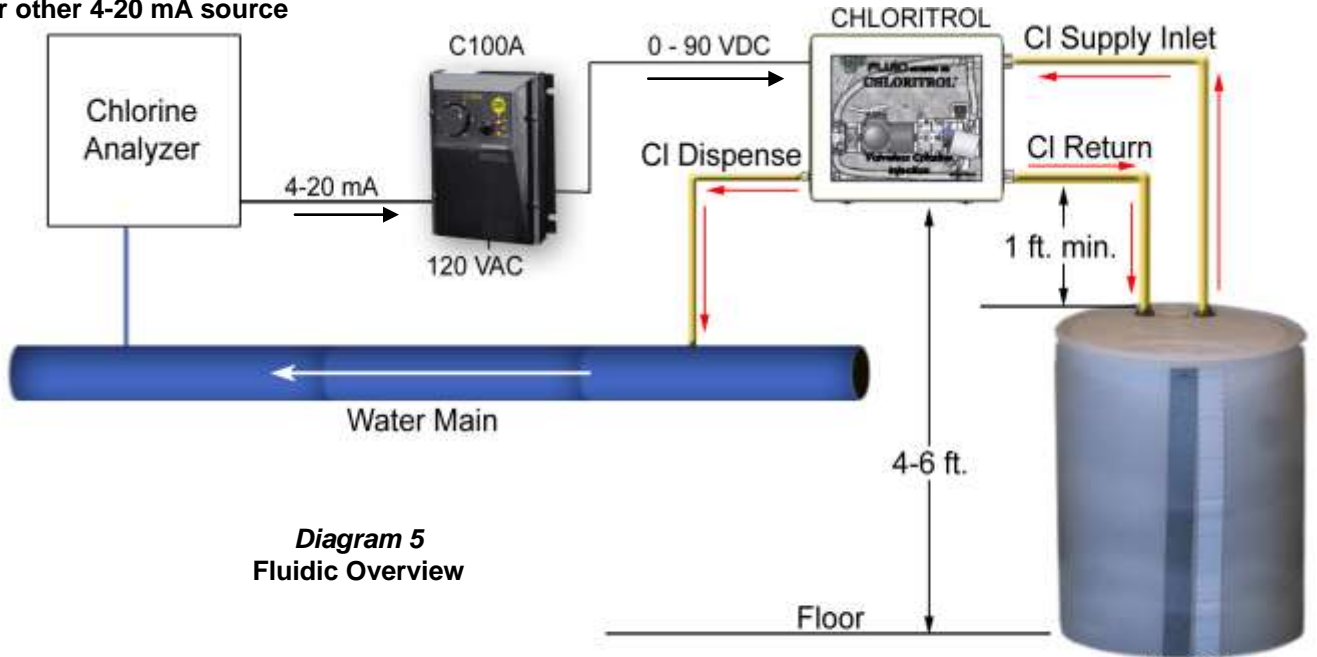 r other 4-20 mA source
CHLORITROL
C100A
0 - 90 VDC
Cl Supply Inlet
Chlorine
Analyzer
CHLORITROL
Cl Dispense
Cl Return
4-20 mA
1 ft. min.
120 VAC
Water Main
4-6 ft.
Diagram 5
Fluidic Overview
Floor